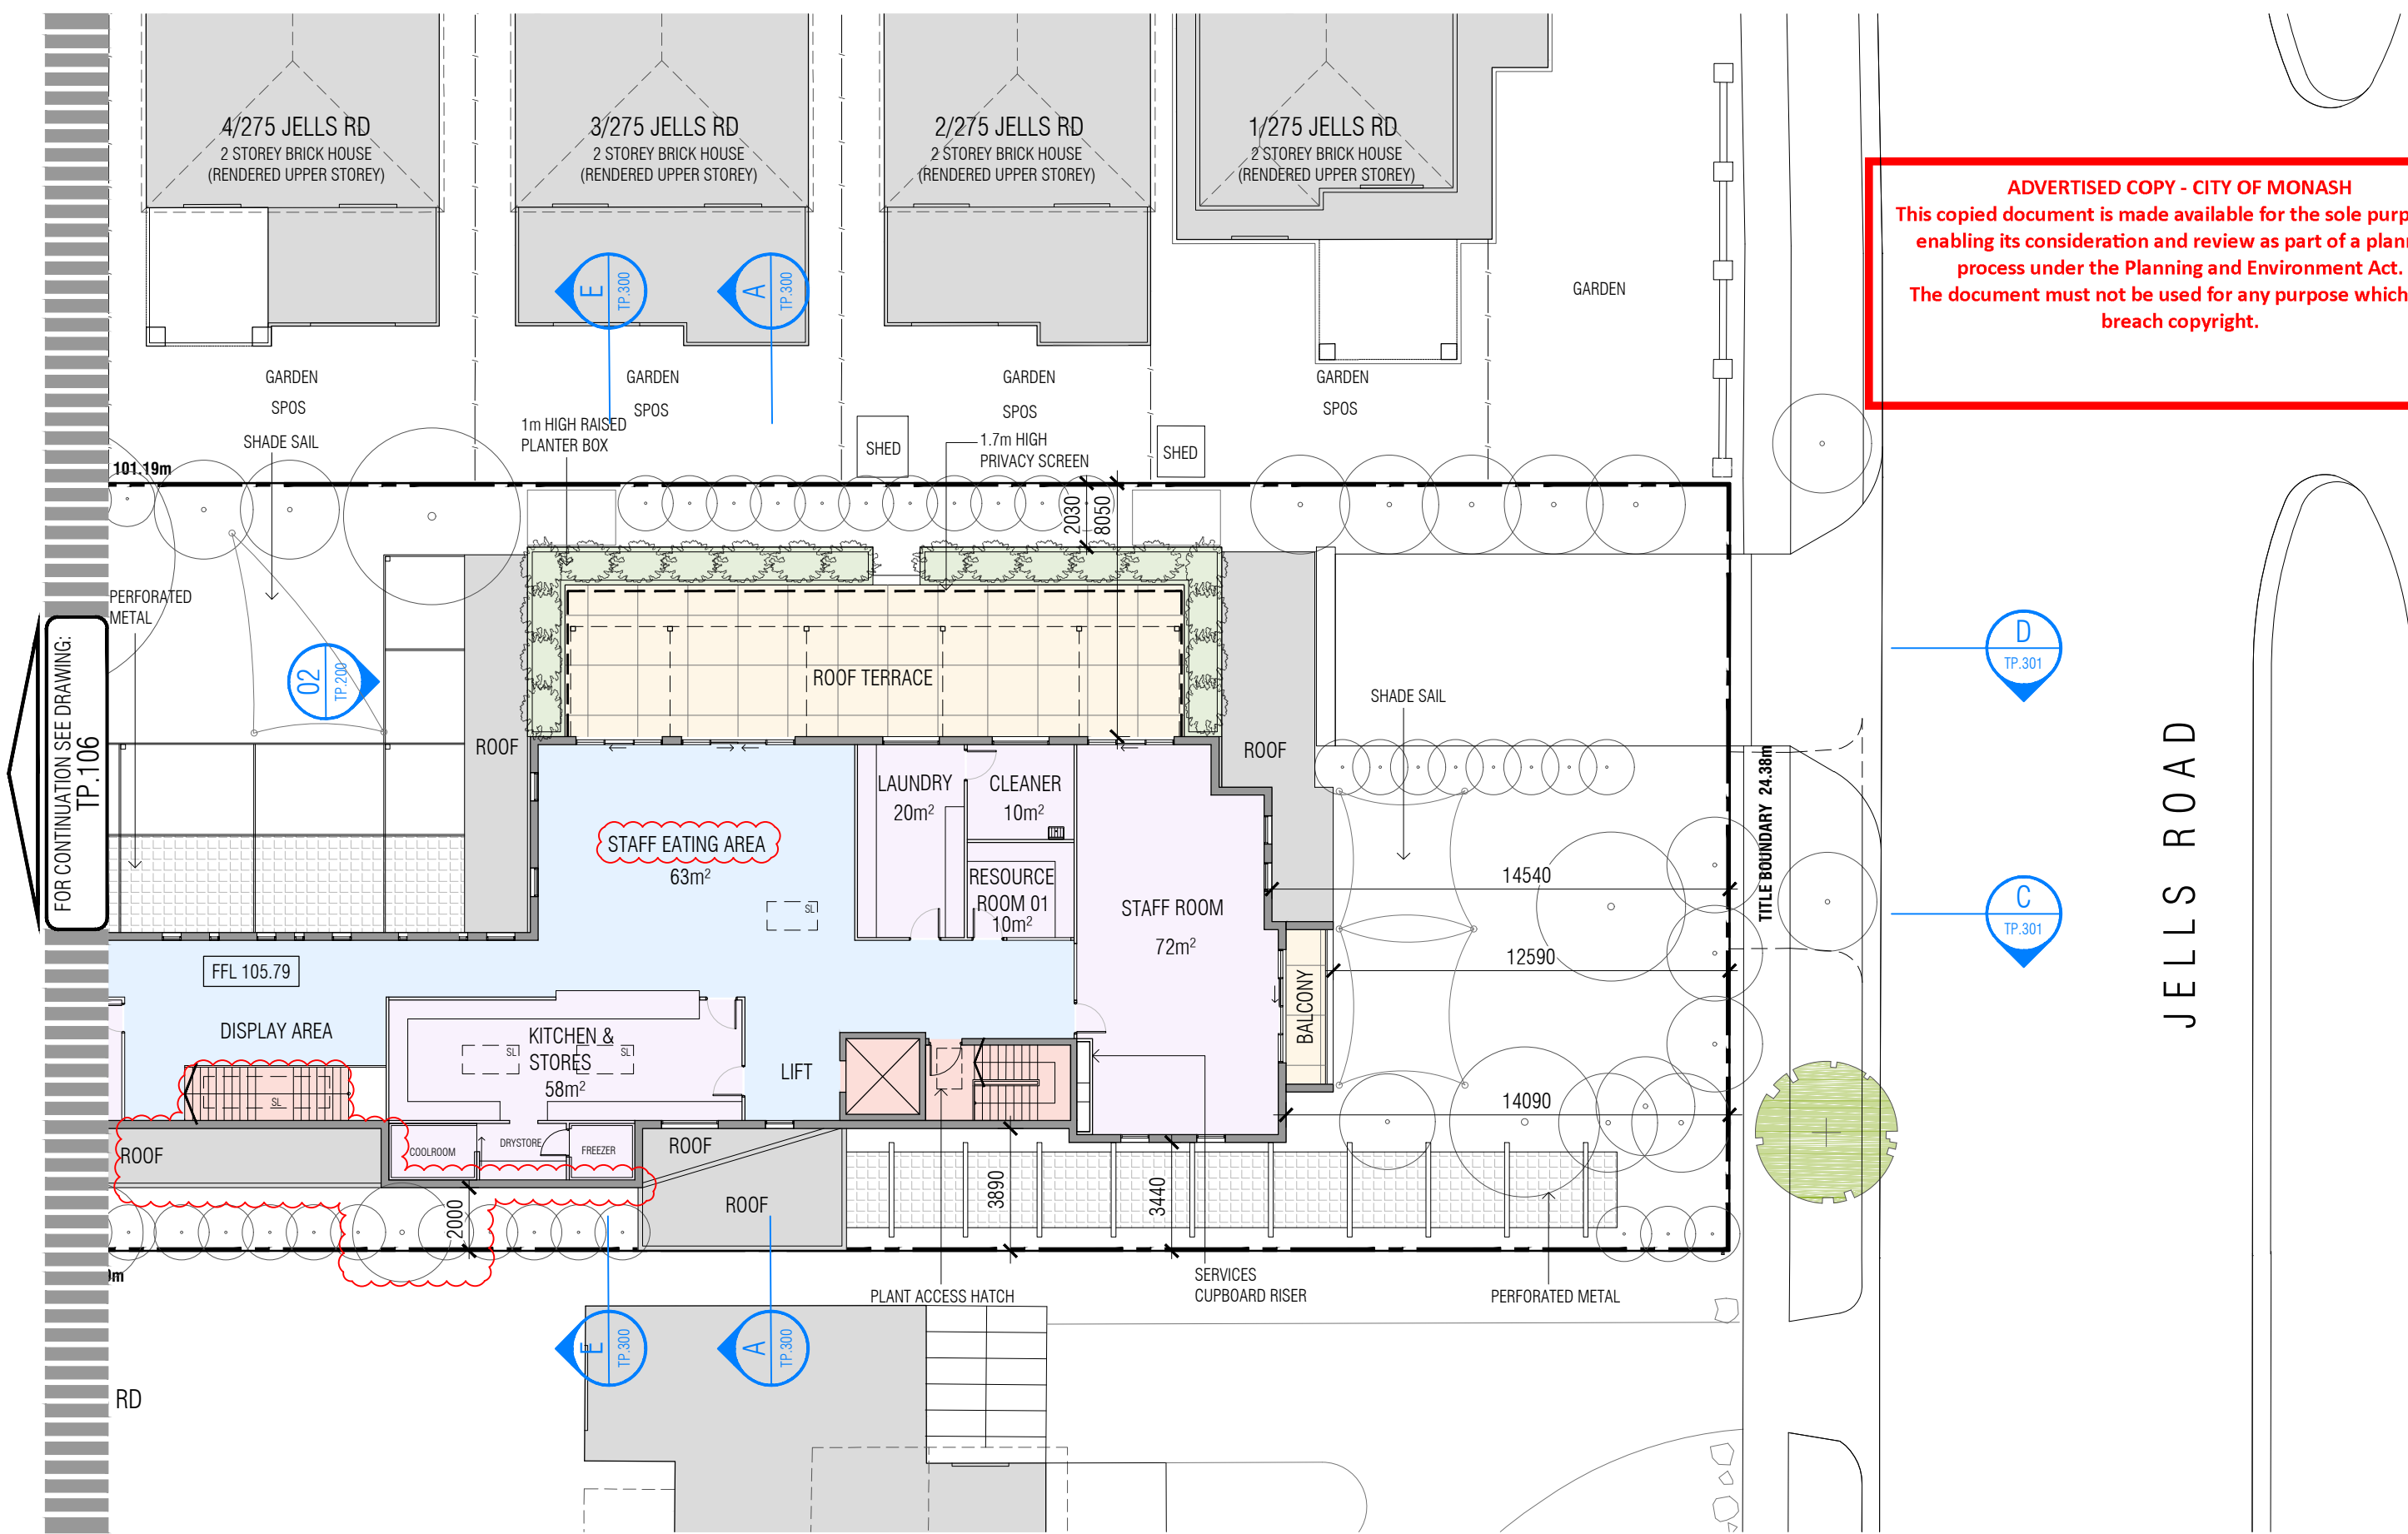 4/275 JELLS RD
2 STOREY BRICK HOUSE
(RENDERED UPPER STOREY)
3/275 JELLS RD
2 STOREY BRICK HOUSE
(RENDERED UPPER STOREY)
2/275 JELLS RD
2 STOREY BRICK HOUSE
(RENDERED UPPER STOREY)
1/275 JELLS RD
2 STOREY BRICK HOUSE
(RENDERED UPPER STOREY)
ADVERTISED COPY - CITY OF MONASH
This copied document is made available for the sole purp
enabling its consideration and review as part of a plan
process under the Planning and Environment Act.
The document must not be used for any purpose which
breach copyright.
E
TP.300
A
TP.300
GARDEN
GARDEN
SPOS
GARDEN
SPOS
GARDEN
SPOS
GARDEN
SPOS
SHADE SAIL
1m HIGH RAISED
PLANTER BOX
SHED
1.7m HIGH
PRIVACY SCREEN
SHED
101.19m
2030
8050
PERFORATED
METAL
FOR CONTINUATION SEE DRAWING:
TP.106
02
TP.200
ROOF
ROOF TERRACE
ROOF
SHADE SAIL
D
TP.301
JELLS ROAD
TITLE BOUNDARY 24.38m
STAFF EATING AREA
63m²
SL
LAUNDRY
20m²
CLEANER
10m²
RESOURCE
ROOM 01
10m²
STAFF ROOM
72m²
14540
12590
14090
C
TP.301
BALCONY
FFL 105.79
DISPLAY AREA
SL
KITCHEN &
STORES
58m²
SL
SL
LIFT
ROOF
COOLROOM
DRYSTORE
FREEZER
ROOF
ROOF
2000
3890
3440
PLANT ACCESS HATCH
SERVICES
CUPBOARD RISER
PERFORATED METAL
E
TP.300
A
TP.300
RD